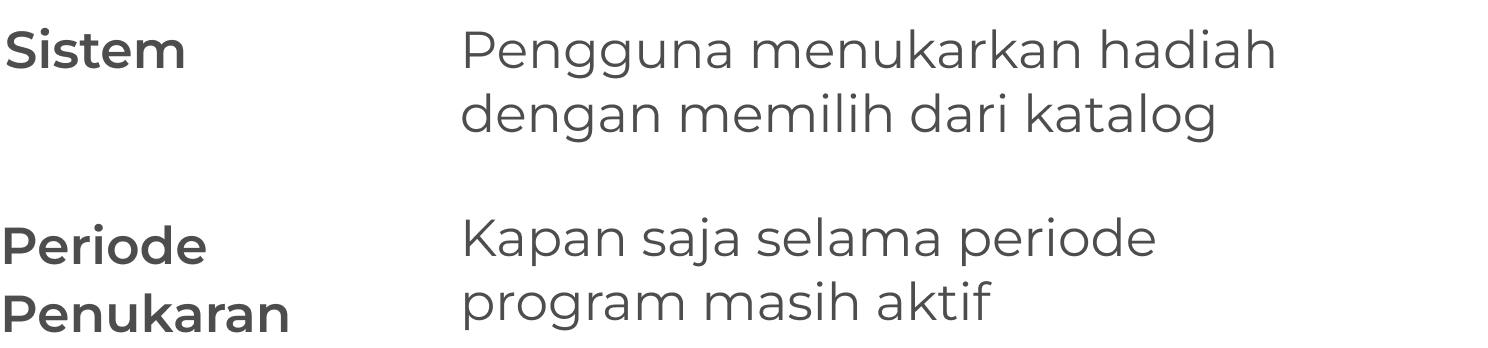 Sistem
Pengguna menukarkan hadiah
dengan memilih dari katalog
Periode
Penukaran
Kapan saja selama periode
program masih aktif